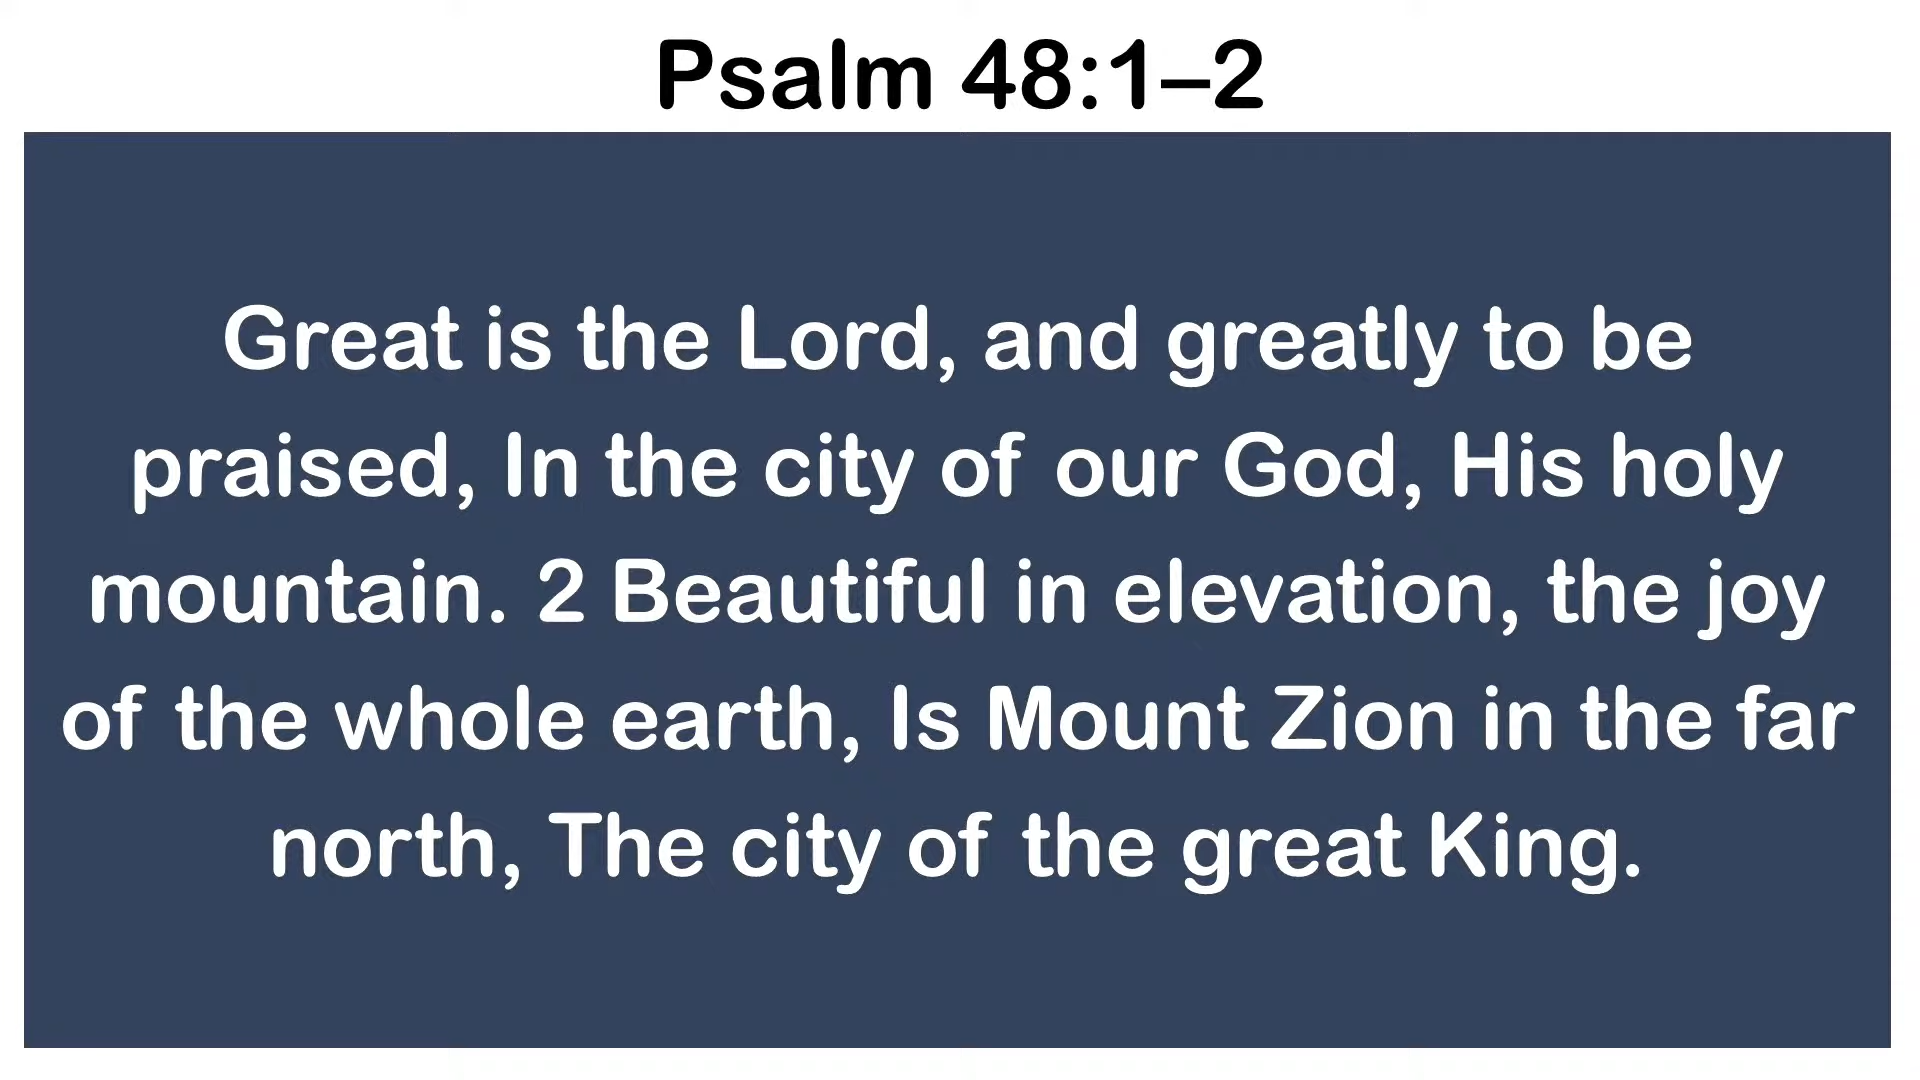 Psalm 48:1–2
Great is the Lord, and greatly to be
praised, In the city of our God, His holy
mountain. 2 Beautiful in elevation, the joy
of the whole earth, Is Mount Zion in the far
north, The city of the great King.